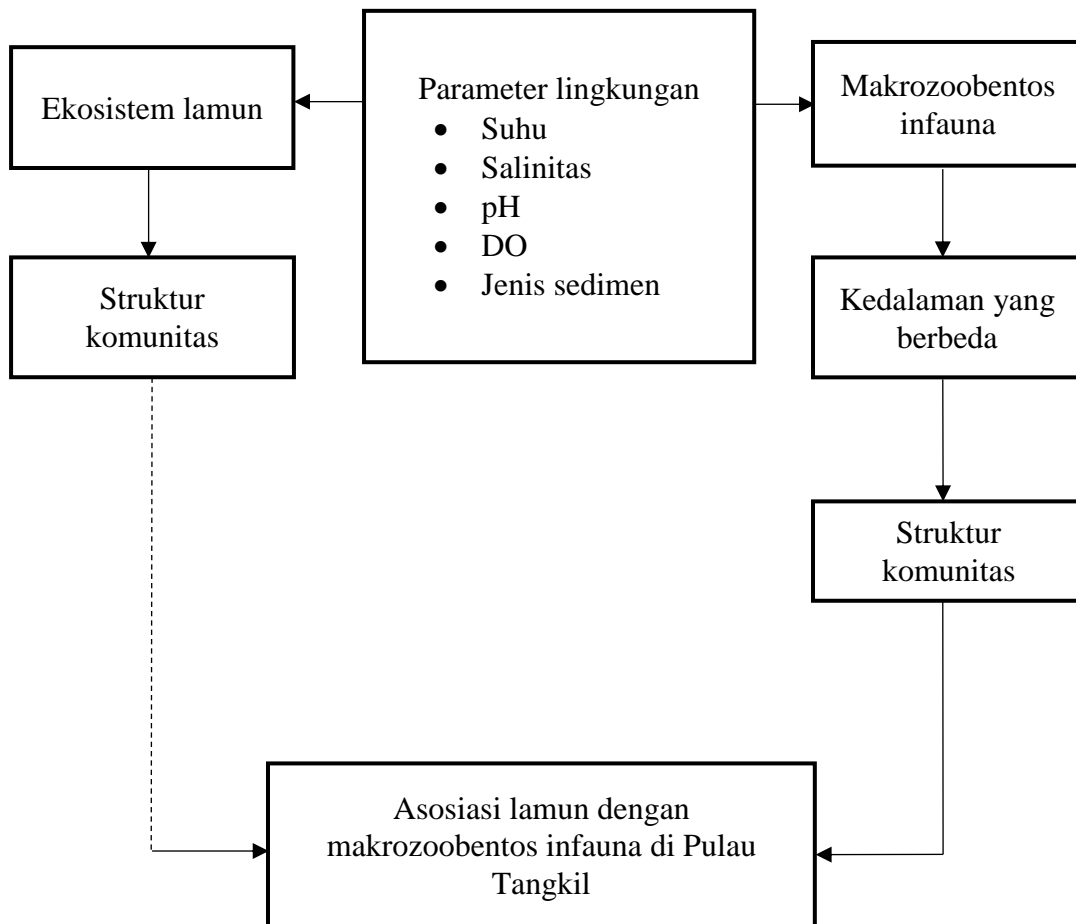 Ekosistem lamun
Parameter lingkungan
• Suhu
• Salinitas
• pH
• DO
• Jenis sedimen
Makrozoobentos
infauna
Struktur
komunitas
Kedalaman yang
berbeda
Struktur
komunitas
Asosiasi lamun dengan
makrozoobentos infauna di Pulau
Tangkil